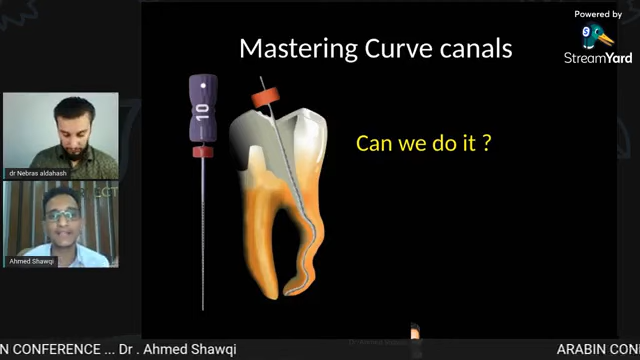 Powered by
StreamYard
Mastering Curve canals
10
Can we do it ?
dr Nebras aldahash
Ahmed Shawqi
N CONFERENCE ... Dr . Ahmed Shawqi
ARABIN CON